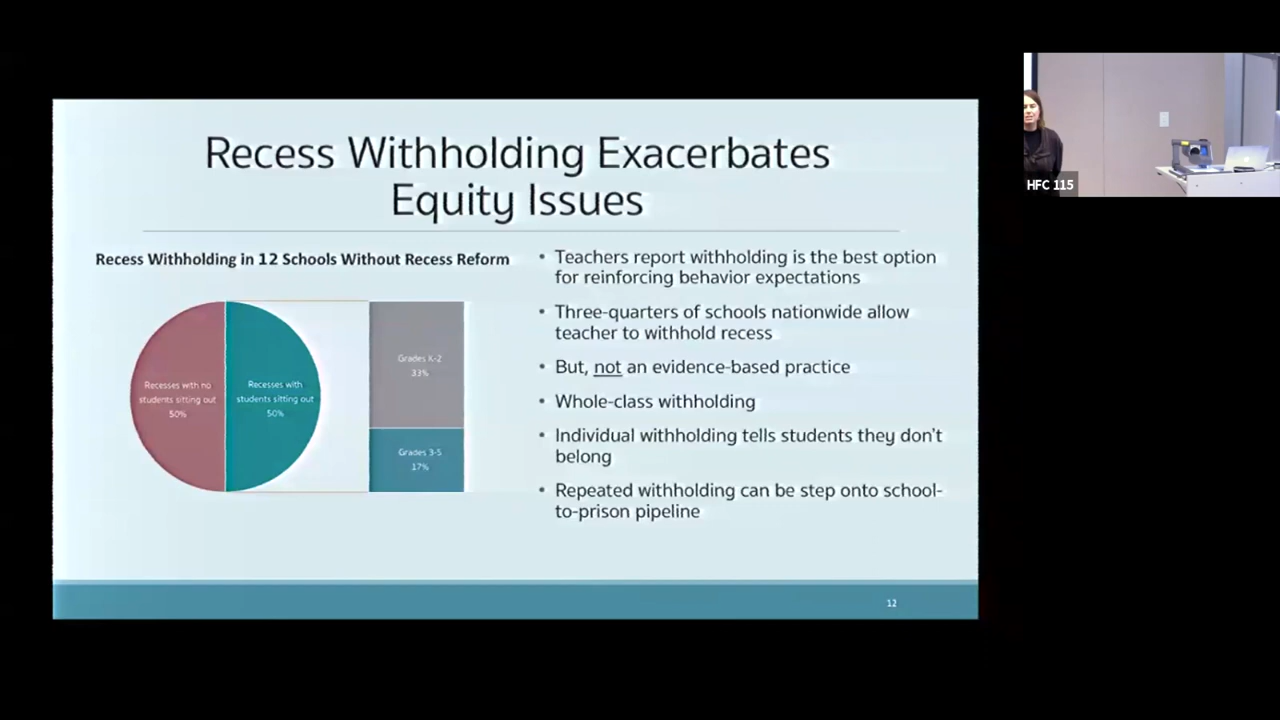 Recess Withholding Exacerbates
Equity Issues
Recess Withholding in 12 Schools Without Recess Reform
Recesses with no
students sitting out
50%
Recesses with
students sitting out
50%
Grades K-2
33%
Grades 3-5
17%
• Teachers report withholding is the best option
for reinforcing behavior expectations
• Three-quarters of schools nationwide allow
teacher to withhold recess
• But, not an evidence-based practice
• Whole-class withholding
• Individual withholding tells students they don't
belong
• Repeated withholding can be step onto school-
to-prison pipeline
12
HFC 115